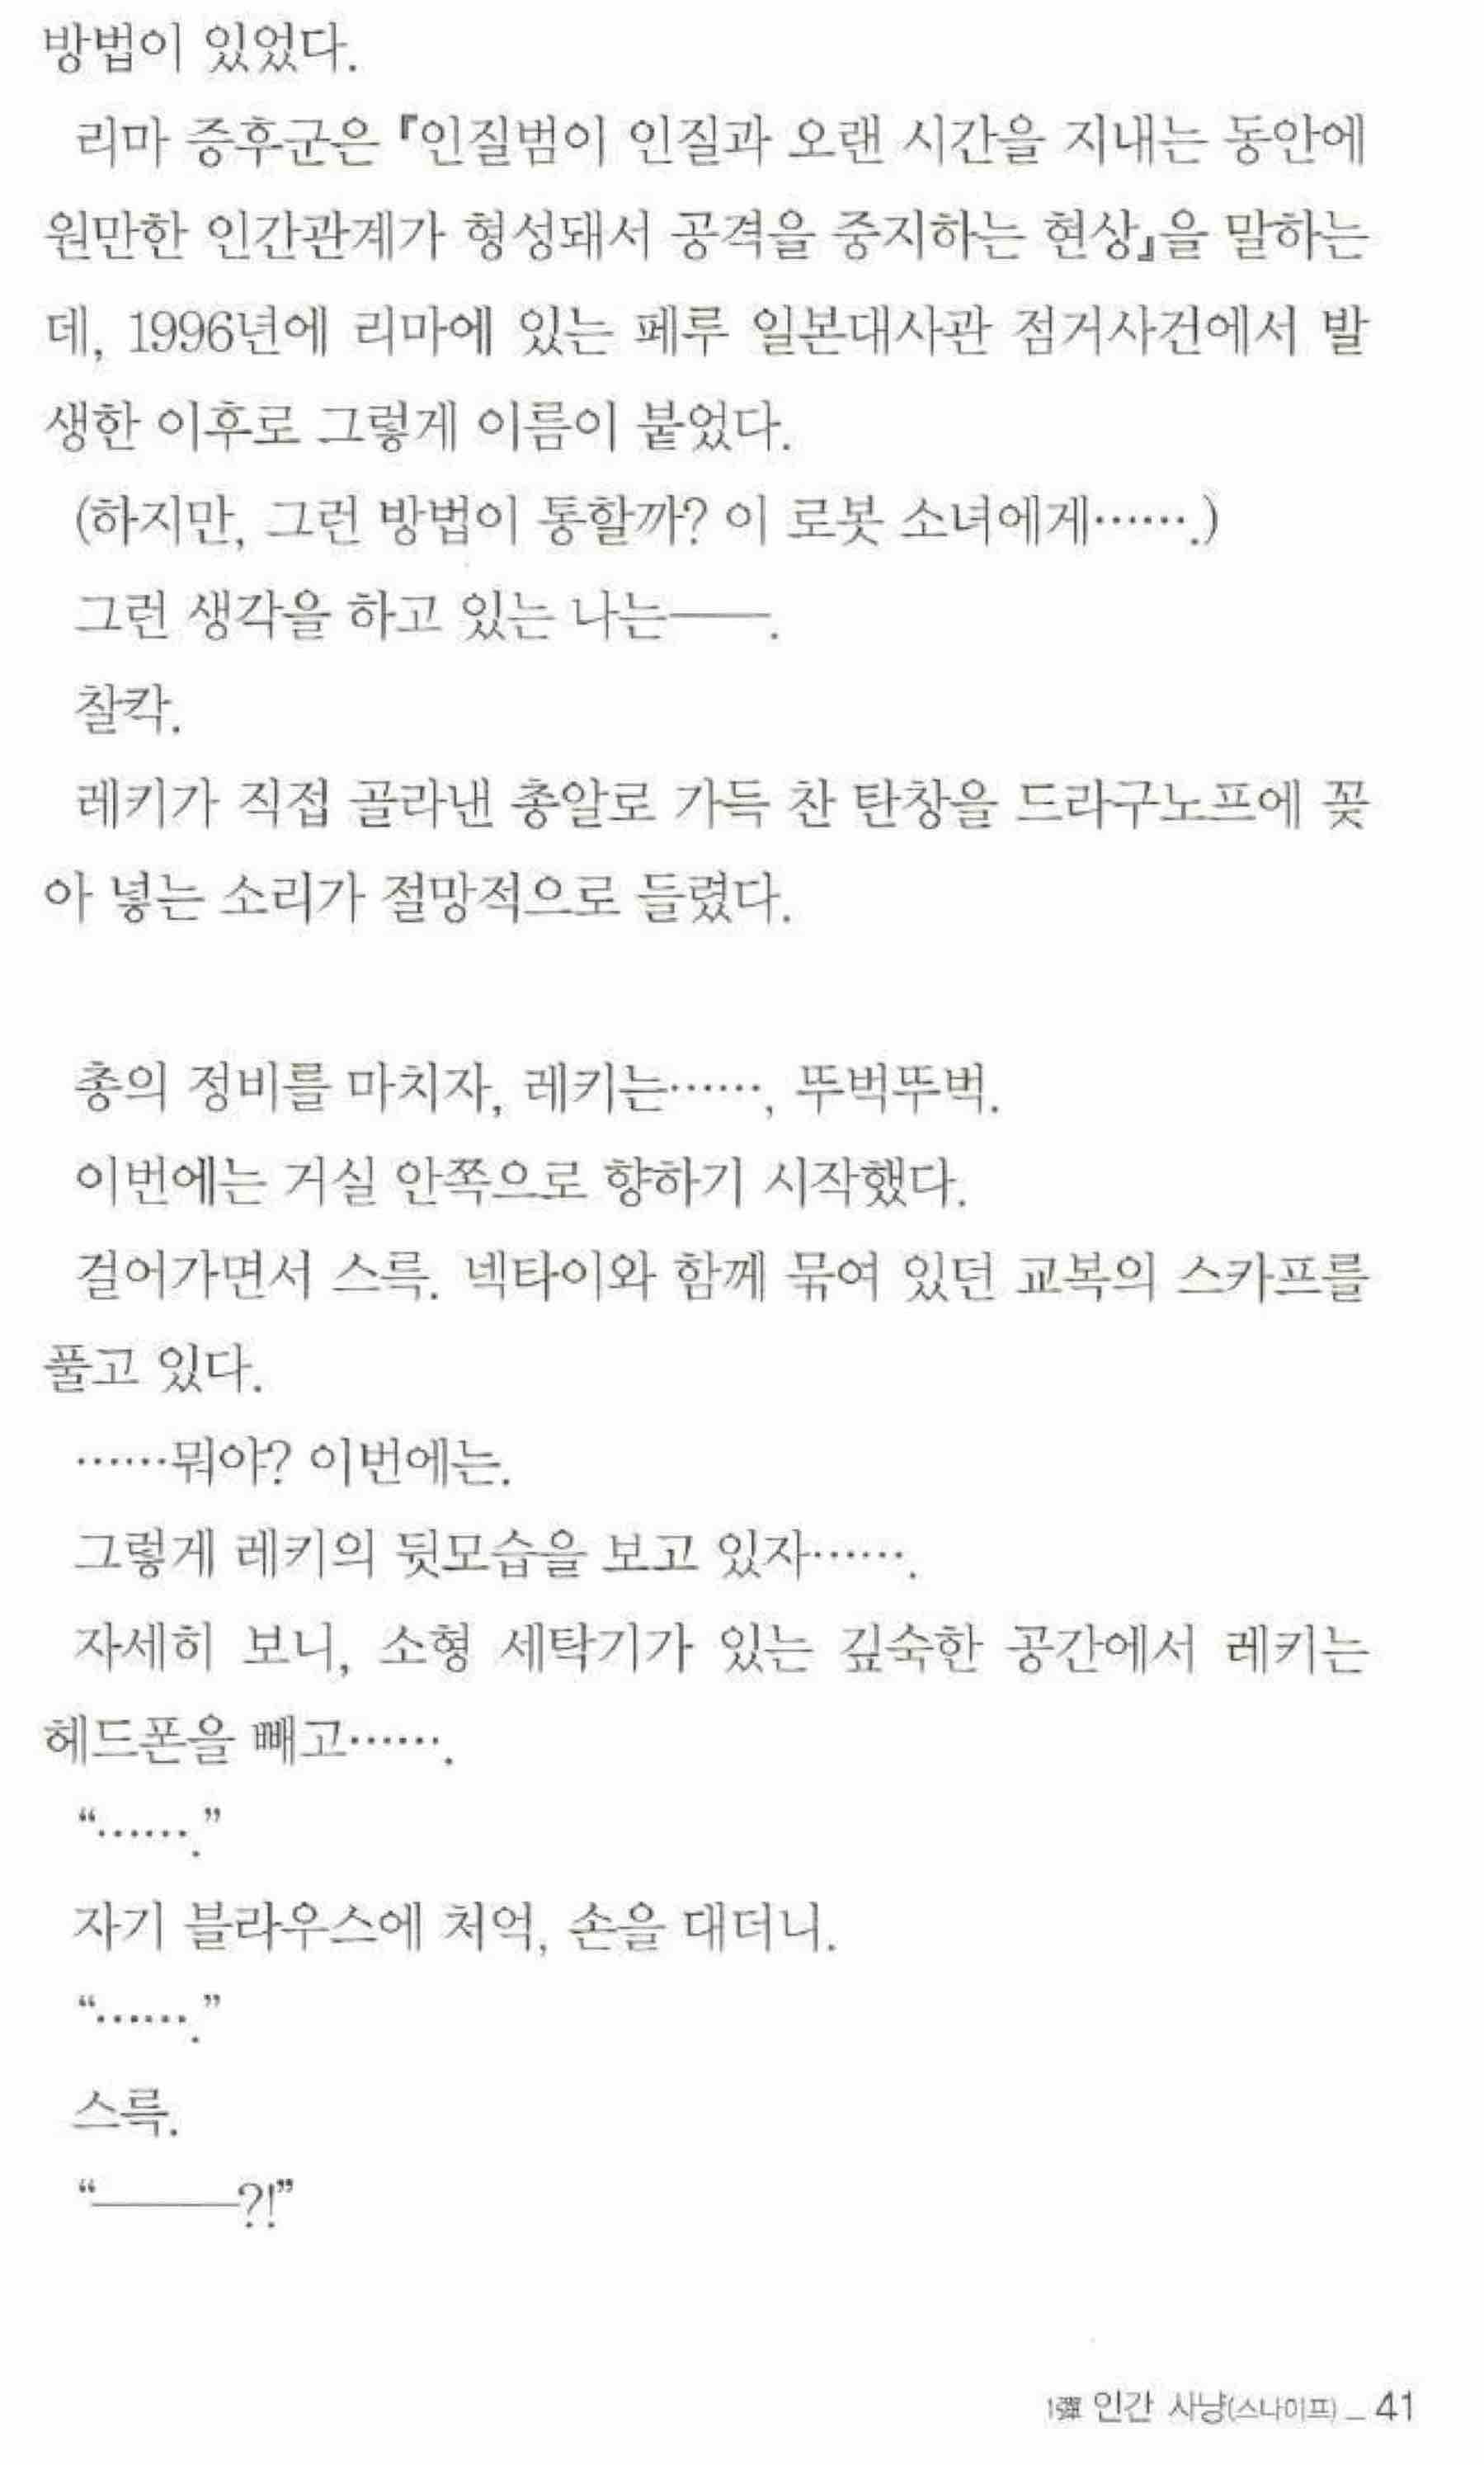 방법이 있었다.
리마 증후군은 『인질범이 인질과 오랜 시간을 지내는 동안에
원만한 인간관계가 형성돼서 공격을 중지하는 현상』을 말하는
데, 1996년에 리마에 있는 페루 일본대사관 점거사건에서 발
생한 이후로 그렇게 이름이 붙었다.
(하지만, 그런 방법이 통할까? 이 로봇 소녀에게…….)
그런 생각을 하고 있는 나는――.
찰칵.
레키가 직접 골라낸 총알로 가득 찬 탄창을 드라구노프에 꽂
아 넣는 소리가 절망적으로 들렸다.
총의 정비를 마치자, 레키는……, 뚜벅뚜벅.
이번에는 거실 안쪽으로 향하기 시작했다.
걸어가면서 스륵. 넥타이와 함께 묶여 있던 교복의 스카프를
풀고 있다.
……뭐야? 이번에는.
그렇게 레키의 뒷모습을 보고 있자…….
자세히 보니, 소형 세탁기가 있는 깊숙한 공간에서 레키는
헤드폰을 빼고…….
“…….”
자기 블라우스에 처억, 손을 대더니.
“…….”
스륵.
“―――?!”
1彈 인간 사냥(스나이프) _ 41